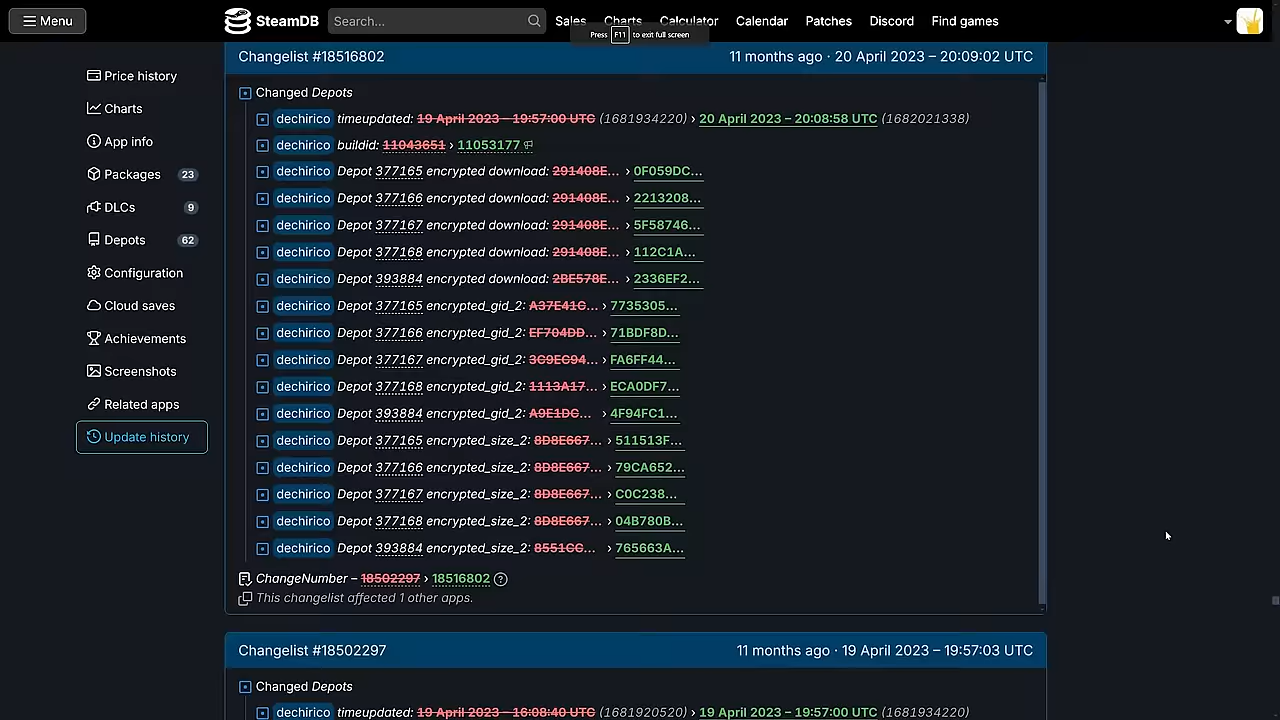 Menu
SteamDB
Search...
Sales Charts Calculator Calendar Patches Discord Find games
Press F11 to exit full screen
Price history
Charts
App info
Packages 23
DLCs 9
Depots 62
Configuration
Cloud saves
Achievements
Screenshots
Related apps
Update history
Changelist #18516802 11 months ago · 20 April 2023 – 20:09:02 UTC
Changed Depots
dechirico timeupdated: 19 April 2023 – 19:57:00 UTC (1681934220) › 20 April 2023 – 20:08:58 UTC (1682021338)
dechirico buildid: 11043651 › 11053177
dechirico Depot 377165 encrypted download: 291408E... › 0F059DC...
dechirico Depot 377166 encrypted download: 291408E... › 2213208...
dechirico Depot 377167 encrypted download: 291408E... › 5F58746...
dechirico Depot 377168 encrypted download: 291408E... › 112C1A...
dechirico Depot 393884 encrypted download: 2BE578E... › 2336EF2...
dechirico Depot 377165 encrypted_gid_2: A37E41C... › 7735305...
dechirico Depot 377166 encrypted_gid_2: EF704DD... › 71BDF8D...
dechirico Depot 377167 encrypted_gid_2: 3C9EC94... › FA6FF44...
dechirico Depot 377168 encrypted_gid_2: 1113A17... › ECA0DF7...
dechirico Depot 393884 encrypted_gid_2: A9E1DC... › 4F94FC1...
dechirico Depot 377165 encrypted_size_2: 8D8E667... › 511513F...
dechirico Depot 377166 encrypted_size_2: 8D8E667... › 79CA652...
dechirico Depot 377167 encrypted_size_2: 8D8E667... › C0C238...
dechirico Depot 377168 encrypted_size_2: 8D8E667... › 04B780B...
dechirico Depot 393884 encrypted_size_2: 8551CC... › 765663A...
ChangeNumber – 18502297 › 18516802
This changelist affected 1 other apps.
Changelist #18502297 11 months ago · 19 April 2023 – 19:57:03 UTC
Changed Depots
dechirico timeupdated: 19 April 2023 – 16:08:40 UTC (1681920520) › 19 April 2023 – 19:57:00 UTC (1681934220)